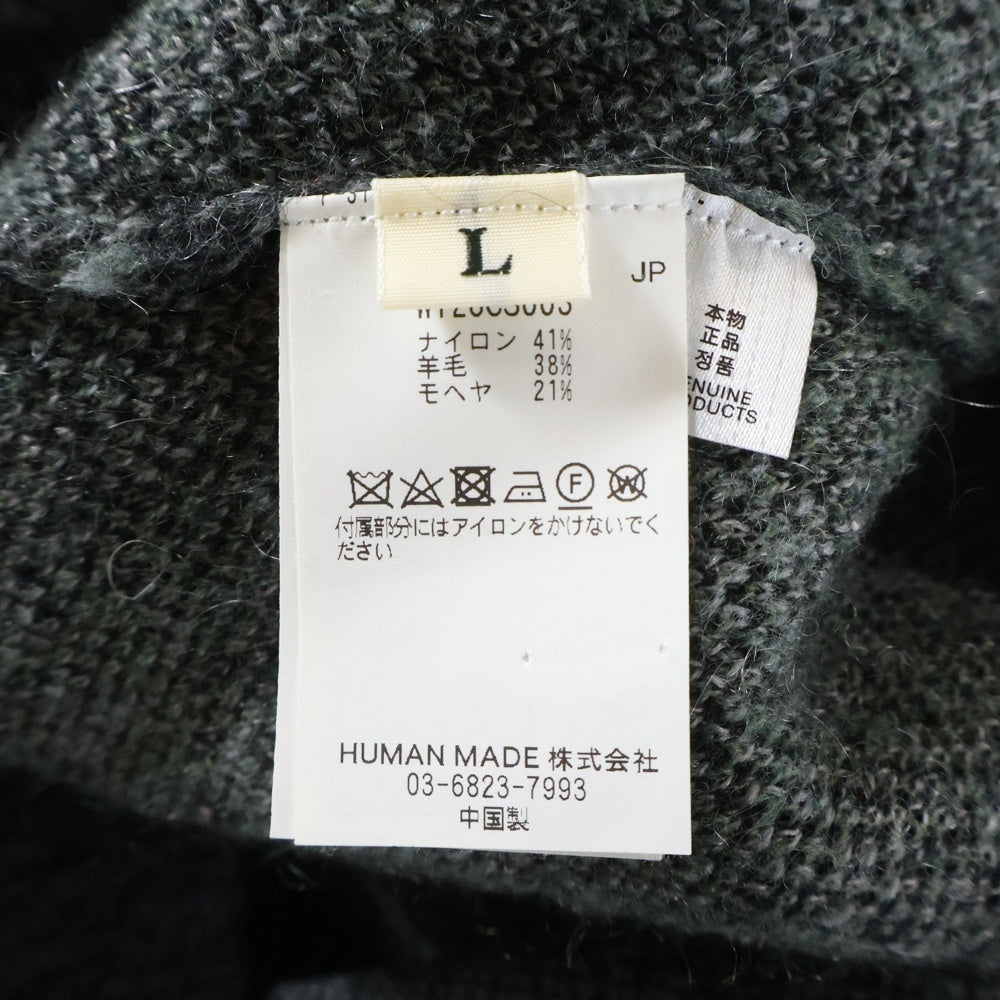 L
JP
ナイロン 41%
羊毛 38%
モヘヤ 21%
F
W
付属部分にはアイロンをかけないでく
ださい
HUMAN MADE 株式会社
03-6823-7993
中国製
本物
正品
정품
ENUINE
ODUCTS